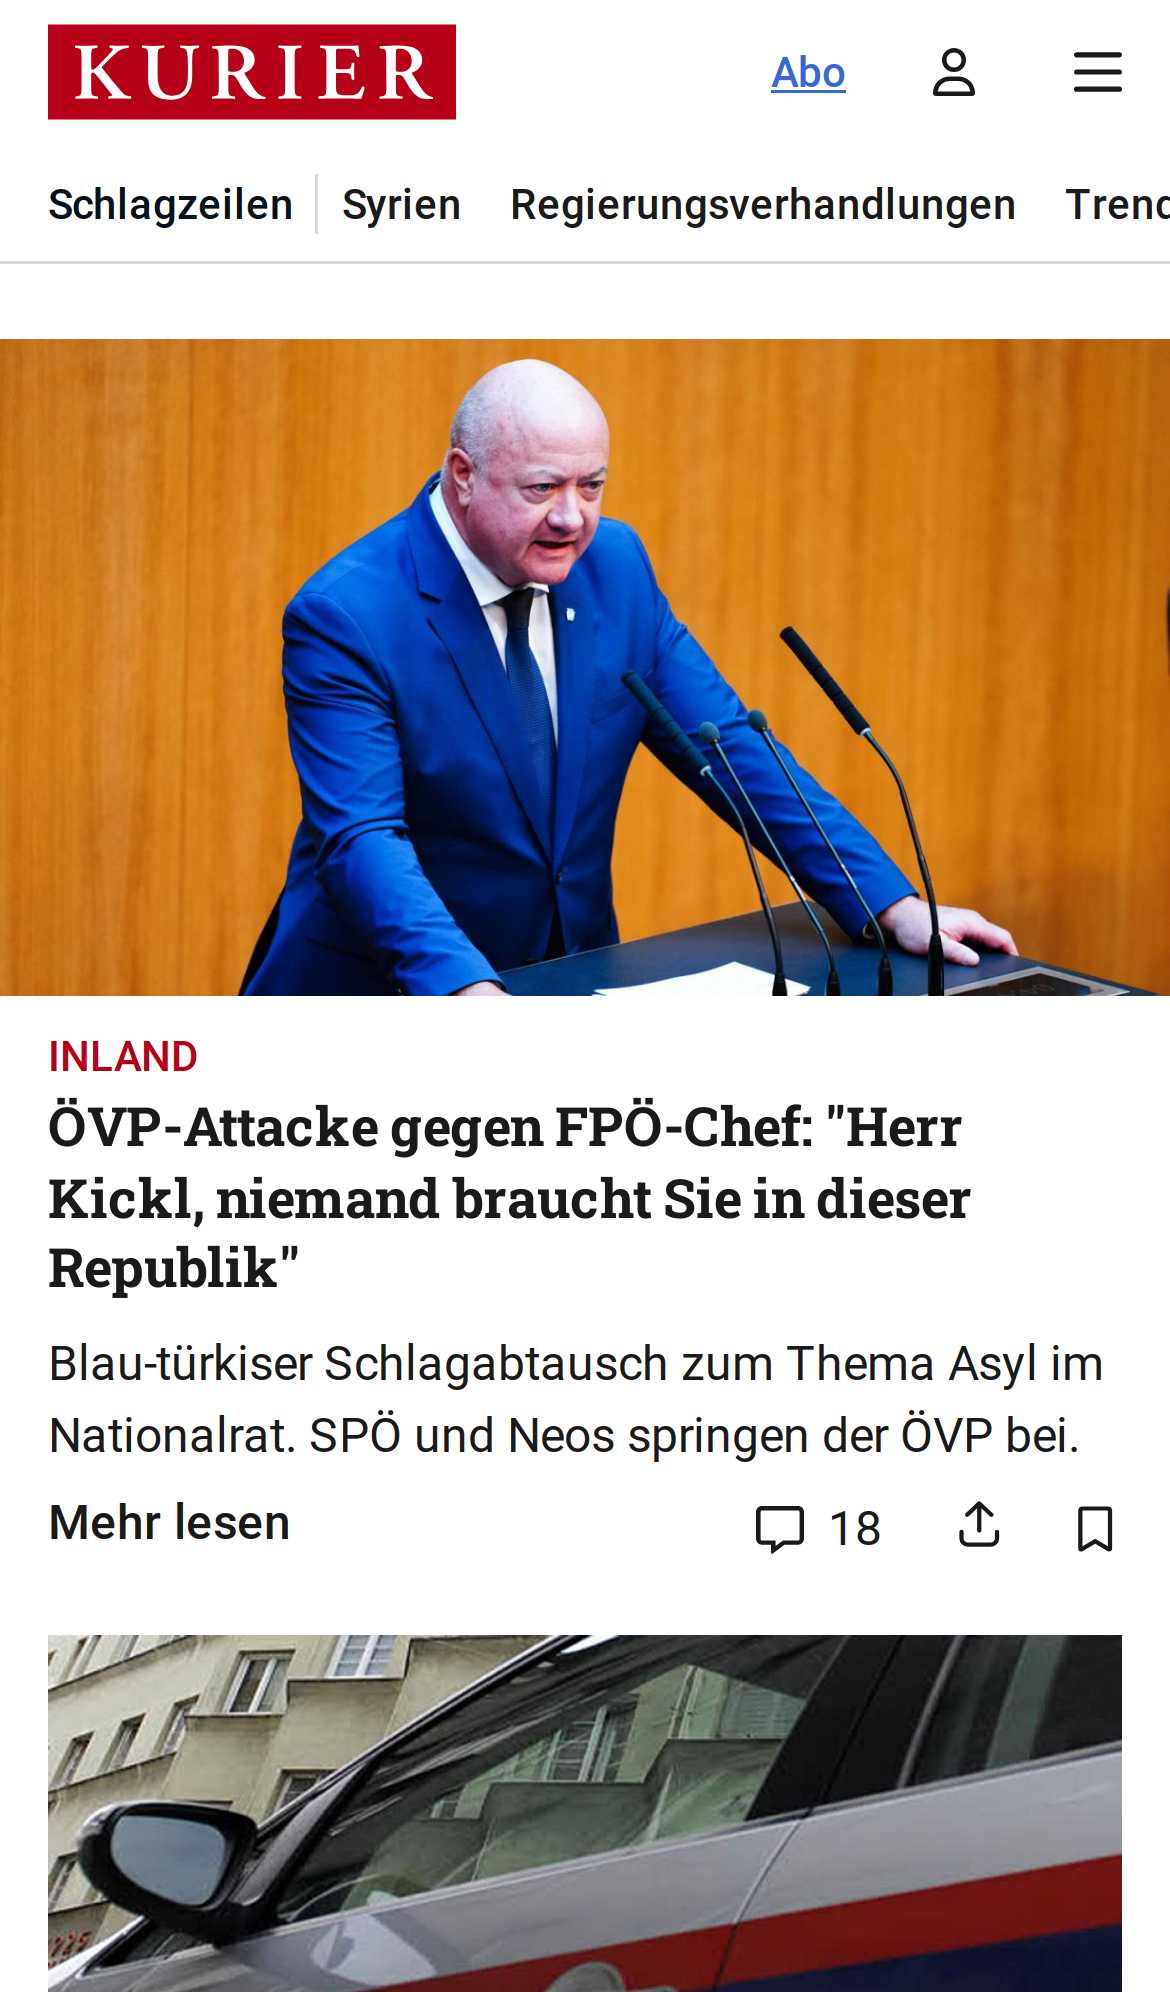 KURIER
Abo
Schlagzeilen
Syrien
Regierungsverhandlungen
Trend
INLAND
ÖVP-Attacke gegen FPÖ-Chef: "Herr
Kickl, niemand braucht Sie in dieser
Republik"
Blau-türkiser Schlagabtausch zum Thema Asyl im
Nationalrat. SPÖ und Neos springen der ÖVP bei.
Mehr lesen
18